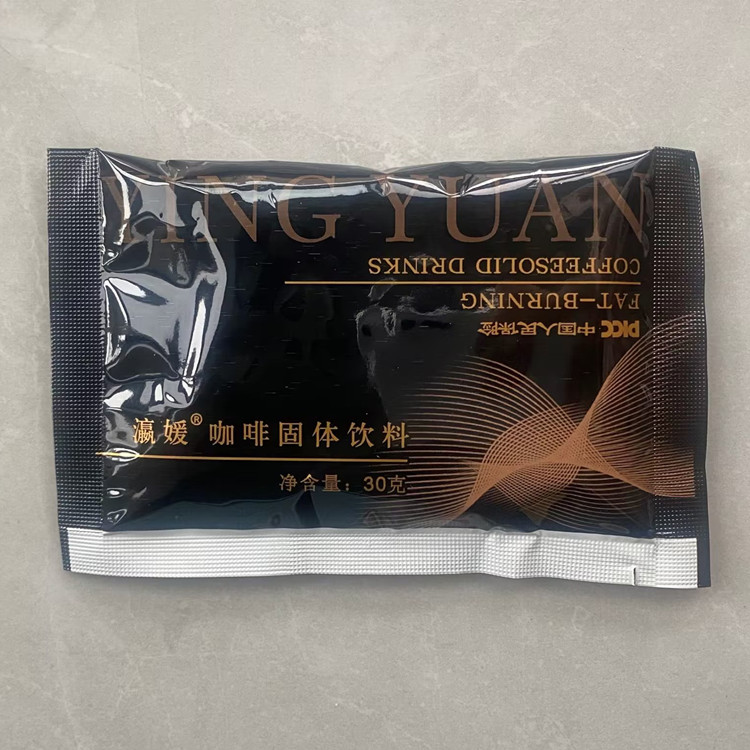 YING YUAN
COFFEESOLID DRINKS
FAT-BURNING
PICC 中国人民保险
瀛媛® 咖啡固体饮料
净含量：30克